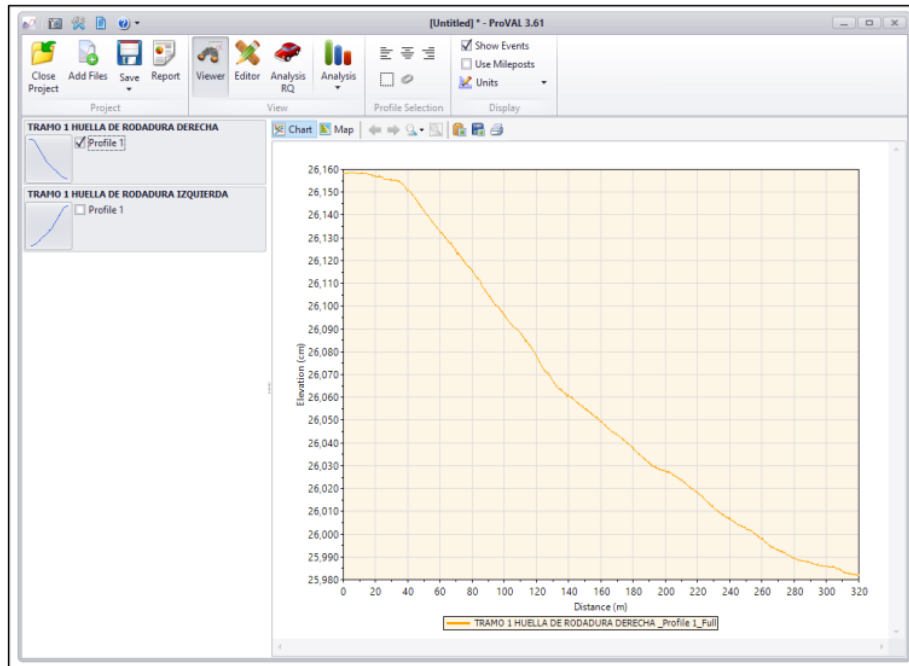 [Untitled] * - ProVAL 3.61
Close Project
Add Files
Save
Report
Viewer
Editor
Analysis RQ
Analysis
Show Events
Use Mileposts
Units
Project
View
Profile Selection
Display
TRAMO 1 HUELLA DE RODADURA DERECHA
Profile 1
TRAMO 1 HUELLA DE RODADURA IZQUIERDA
Profile 1
Chart
Map
26,160
26,150
26,140
26,130
26,120
26,110
26,100
26,090
26,080
26,070
26,060
26,050
26,040
26,030
26,020
26,010
26,000
25,990
25,980
Elevation (cm)
0 20 40 60 80 100 120 140 160 180 200 220 240 260 280 300 320
Distance (m)
TRAMO 1 HUELLA DE RODADURA DERECHA _Profile 1_Full